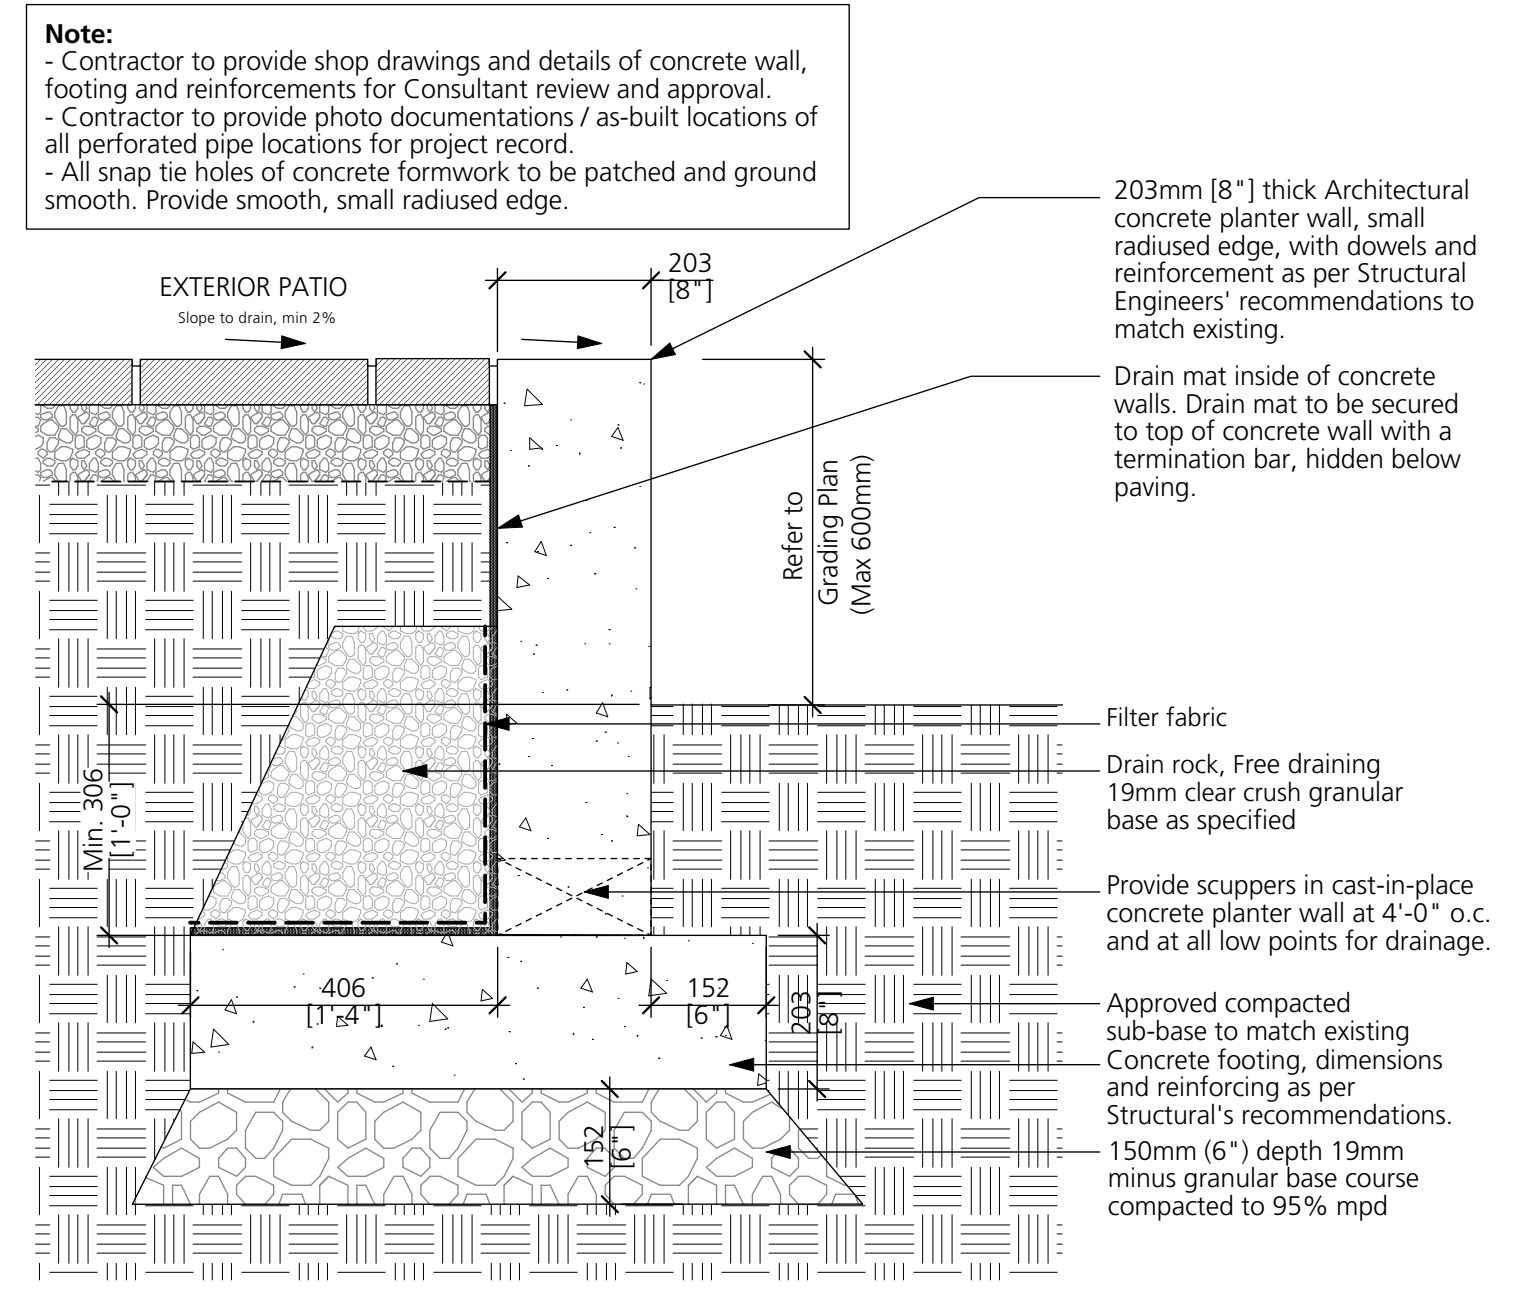 Note:
- Contractor to provide shop drawings and details of concrete wall,
footing and reinforcements for Consultant review and approval.
- Contractor to provide photo documentations / as-built locations of
all perforated pipe locations for project record.
- All snap tie holes of concrete formwork to be patched and ground
smooth. Provide smooth, small radiused edge.
EXTERIOR PATIO
Slope to drain, min 2%
203
[8"]
203mm [8"] thick Architectural
concrete planter wall, small
radiused edge, with dowels and
reinforcement as per Structural
Engineers' recommendations to
match existing.
Drain mat inside of concrete
walls. Drain mat to be secured
to top of concrete wall with a
termination bar, hidden below
paving.
Refer to
Grading Plan
(Max 600mm)
Filter fabric
Drain rock, Free draining
19mm clear crush granular
base as specified
Min. 306
[1'-0"]
Provide scuppers in cast-in-place
concrete planter wall at 4'-0" o.c.
and at all low points for drainage.
406
[1'-4"]
152
[6"]
203
[8"]
Approved compacted
sub-base to match existing
Concrete footing, dimensions
and reinforcing as per
Structural's recommendations.
152
[6"]
150mm (6") depth 19mm
minus granular base course
compacted to 95% mpd